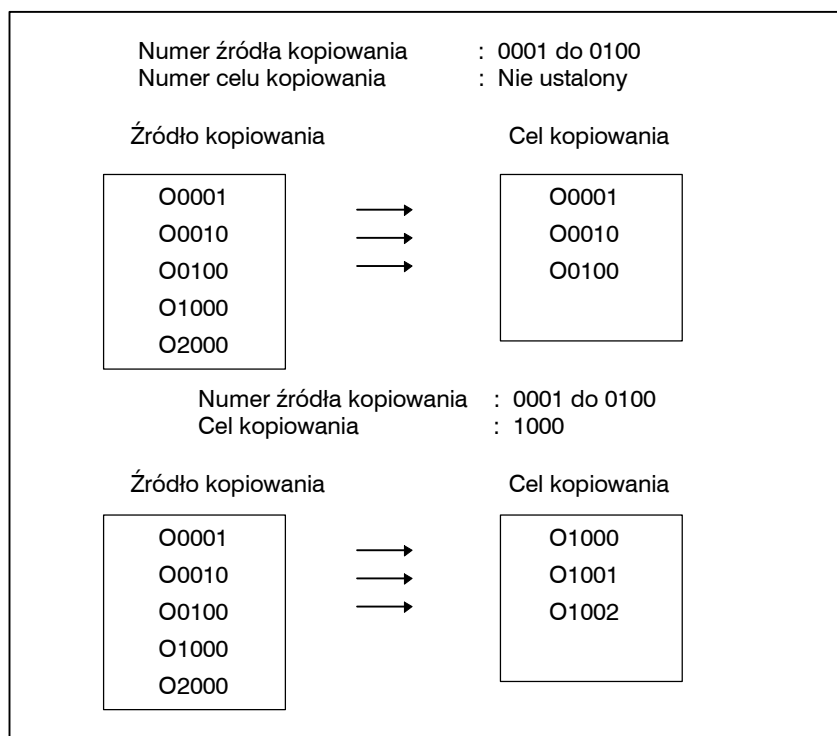 Numer źródła kopiowania : 0001 do 0100
Numer celu kopiowania : Nie ustalony
Źródło kopiowania Cel kopiowania
O0001 O0001
O0010 O0010
O0100 O0100
O1000
O2000
Numer źródła kopiowania : 0001 do 0100
Cel kopiowania : 1000
Źródło kopiowania Cel kopiowania
O0001 O1000
O0010 O1001
O0100 O1002
O1000
O2000